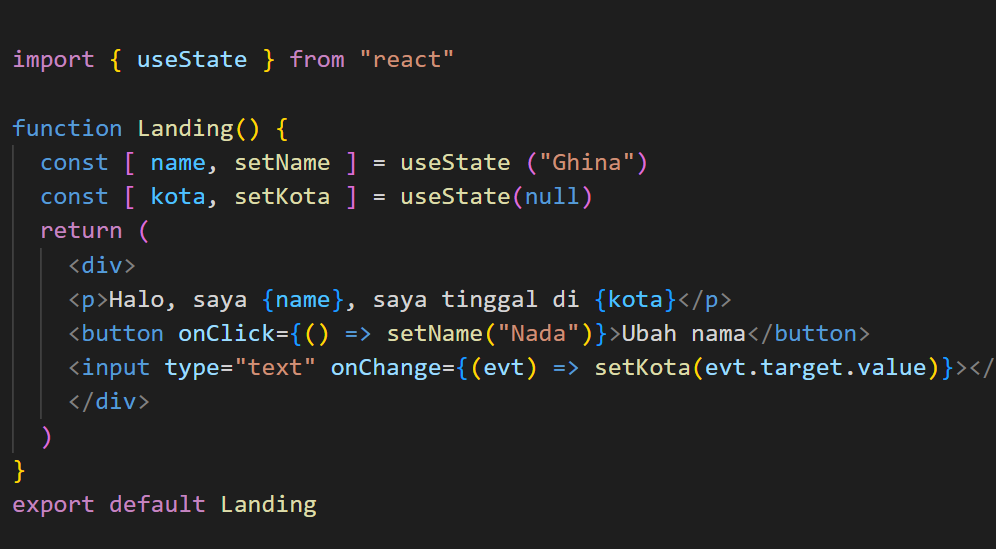 import { useState } from "react"
function Landing() {
const [ name, setName ] = useState ("Ghina")
const [ kota, setKota ] = useState(null)
return (
<div>
<p>Halo, saya {name}, saya tinggal di {kota}</p>
<button onClick={() => setName("Nada")}>Ubah nama</button>
<input type="text" onChange={(evt) => setKota(evt.target.value)}></
</div>
)
}
export default Landing